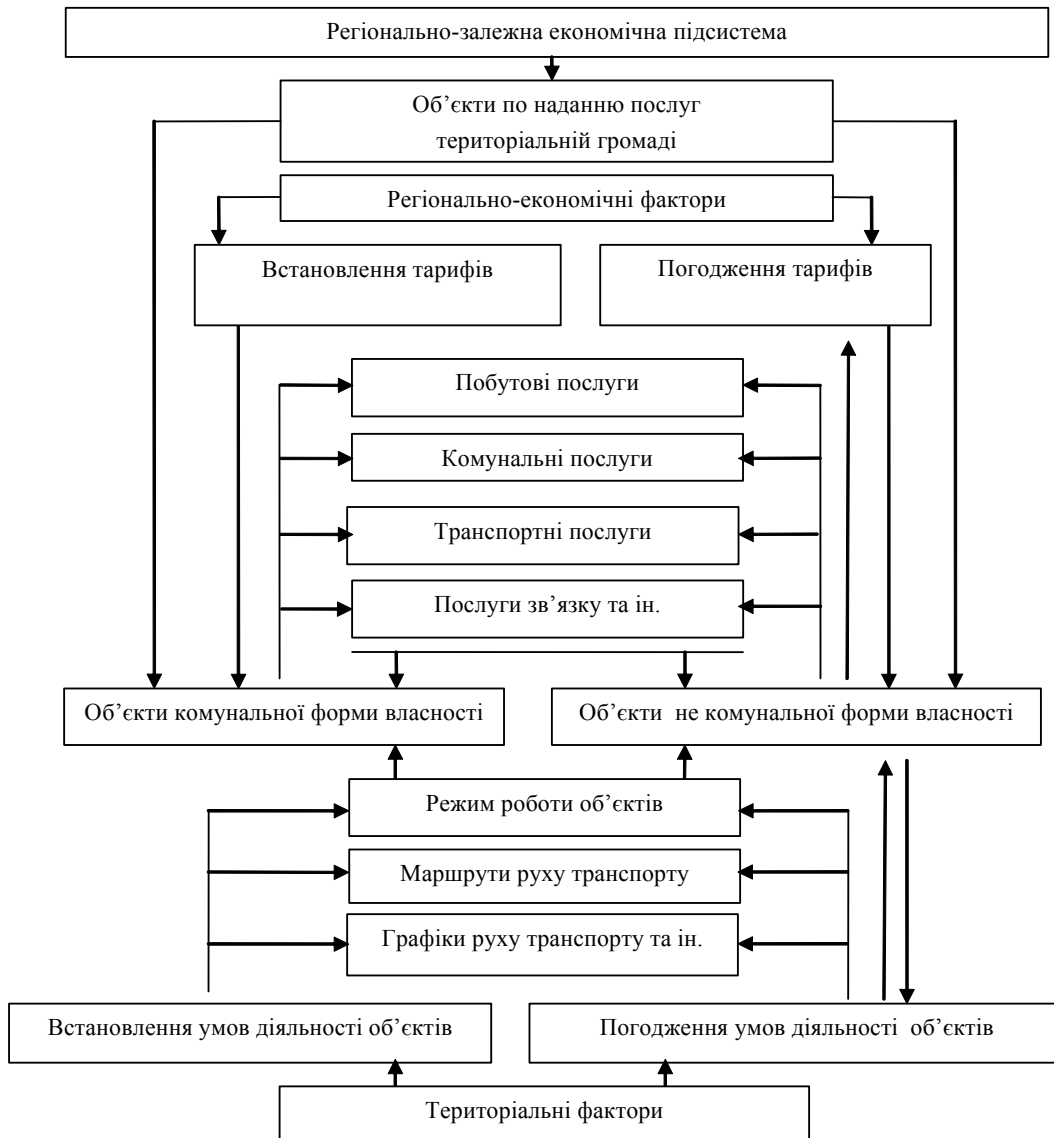 Регіонально-залежна економічна підсистема
Об’єкти по наданню послуг
територіальній громаді
Регіонально-економічні фактори
Встановлення тарифів
Погодження тарифів
Побутові послуги
Комунальні послуги
Транспортні послуги
Послуги зв’язку та ін.
Об’єкти комунальної форми власності
Об’єкти не комунальної форми власності
Режим роботи об’єктів
Маршрути руху транспорту
Графіки руху транспорту та ін.
Встановлення умов діяльності об’єктів
Погодження умов діяльності об’єктів
Територіальні фактори